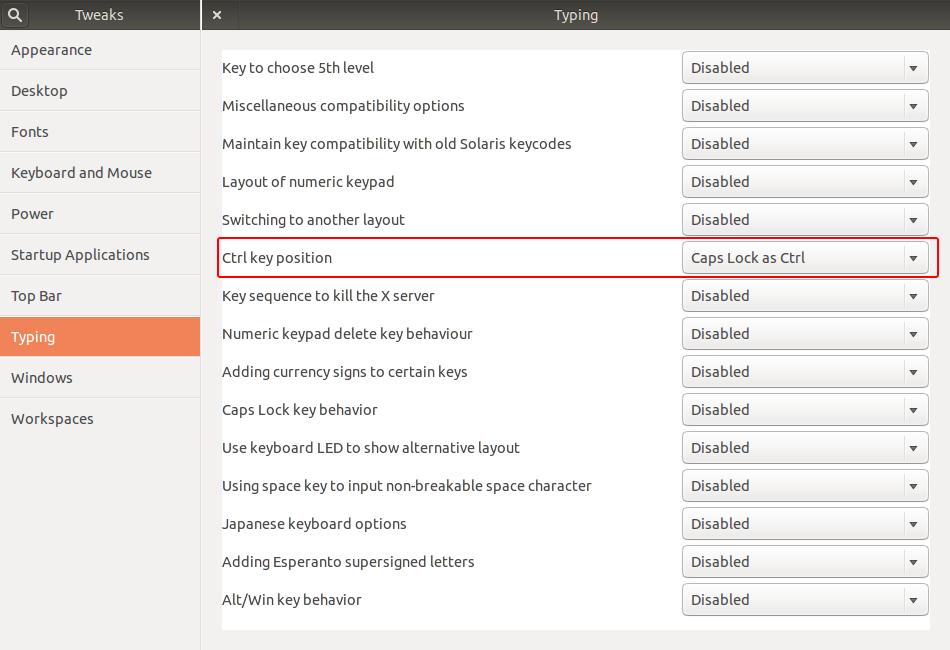 Tweaks
Typing
Appearance
Desktop
Fonts
Keyboard and Mouse
Power
Startup Applications
Top Bar
Typing
Windows
Workspaces
Key to choose 5th level Disabled
Miscellaneous compatibility options Disabled
Maintain key compatibility with old Solaris keycodes Disabled
Layout of numeric keypad Disabled
Switching to another layout Disabled
Ctrl key position Caps Lock as Ctrl
Key sequence to kill the X server Disabled
Numeric keypad delete key behaviour Disabled
Adding currency signs to certain keys Disabled
Caps Lock key behavior Disabled
Use keyboard LED to show alternative layout Disabled
Using space key to input non-breakable space character Disabled
Japanese keyboard options Disabled
Adding Esperanto supersigned letters Disabled
Alt/Win key behavior Disabled